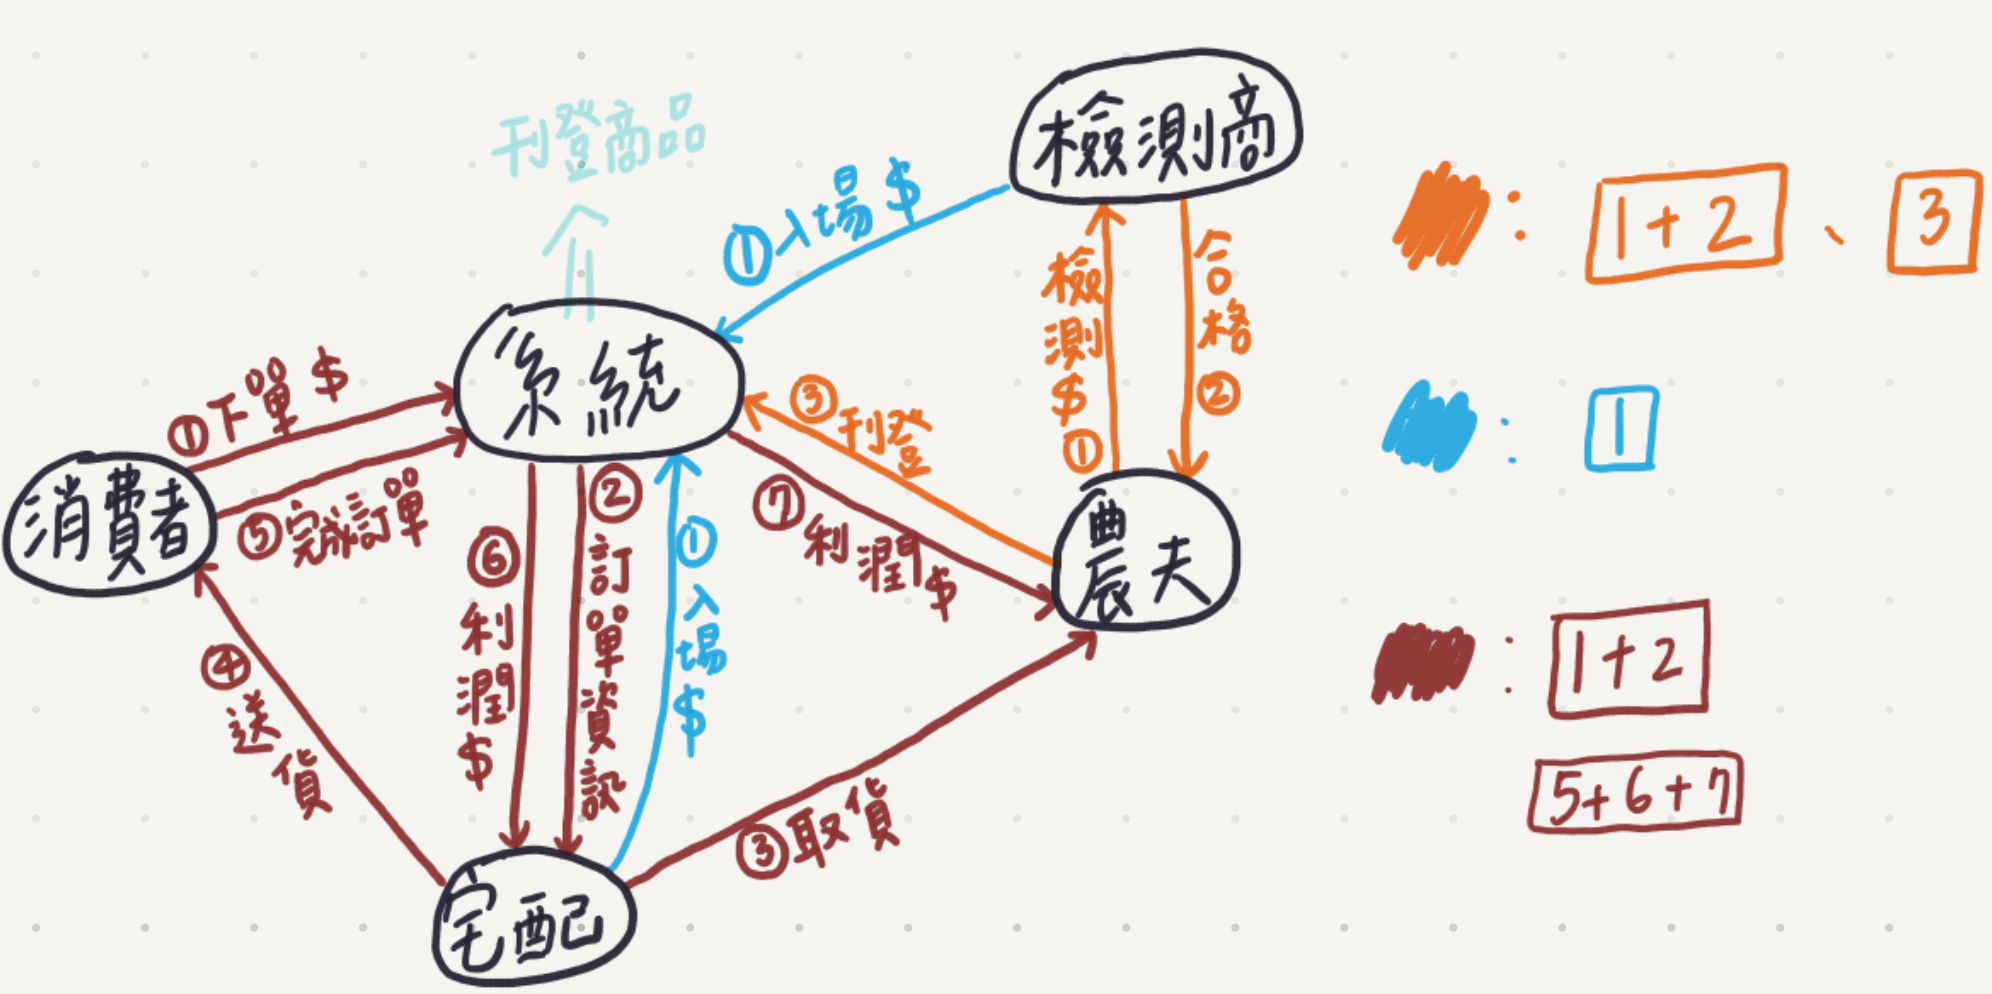 刊登商品
檢測商
①入場$
檢測$①
合格②
1+2、3
:
系統
①下單$
③刊登
: 1
消費者
⑤完成訂單
⑥利潤$
②訂單資訊
①入場$
⑦利潤$
農夫
: 1+2
5+6+7
④送貨
③取貨
宅配